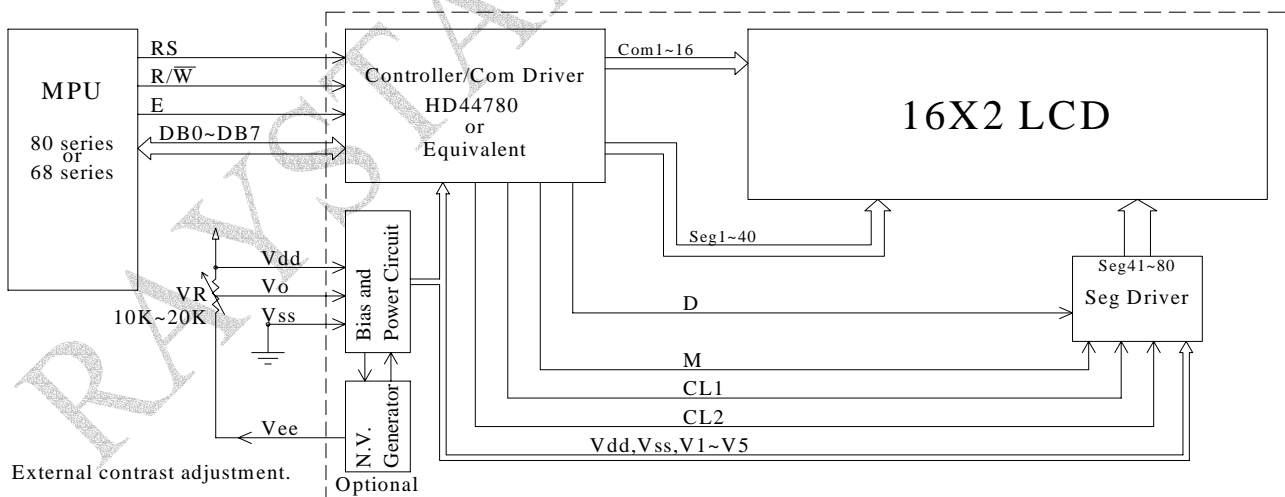 RAYSTA
MPU
80 series
or
68 series
RS
R/W̅
E
DB0~DB7
Controller/Com Driver
HD44780
or
Equivalent
Com1~16
16X2 LCD
Seg1~40
Seg41~80
Seg Driver
Vdd
Vo
Vss
VR
10K~20K
Bias and
Power Circuit
D
M
CL1
CL2
Vdd,Vss,V1~V5
N.V.
Generator
Vee
External contrast adjustment.
Optional